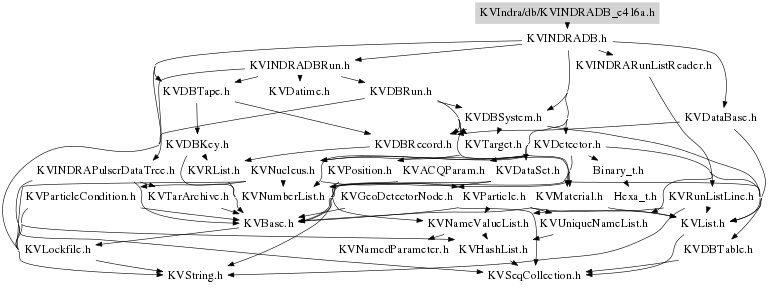 KVIndra/db/KVINDRADB_e416a.h
KVINDRADB.h
KVINDRADBRun.h
KVINDRARunListReader.h
KVDBTape.h
KVDatime.h
KVDBRun.h
KVDBSystem.h
KVDataBase.h
KVDBKey.h
KVDBRecord.h
KVTarget.h
KVDetector.h
KVINDRAPulserDataTree.h
KVRList.h
KVNucleus.h
KVPosition.h
KVACQParam.h
KVDataSet.h
Binary_t.h
KVParticleCondition.h
KVTarArchive.h
KVNumberList.h
KVGeoDetectorNode.h
KVParticle.h
KVMaterial.h
Hexa_t.h
KVRunListLine.h
KVBase.h
KVNameValueList.h
KVUniqueNameList.h
KVList.h
KVLockfile.h
KVNamedParameter.h
KVHashList.h
KVDBTable.h
KVString.h
KVSeqCollection.h